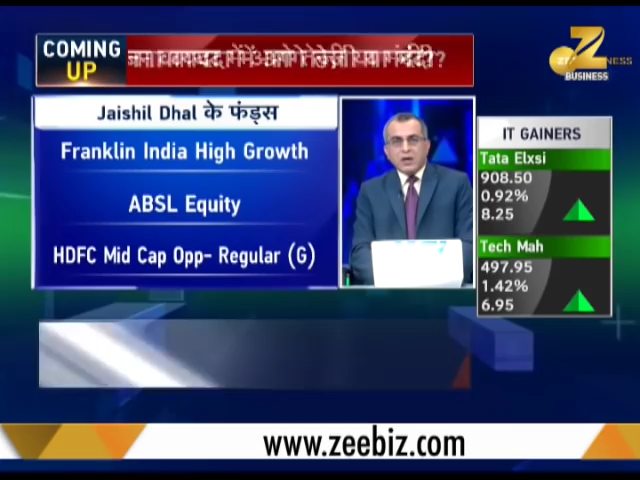 COMING
UP
BUSINESS
Jaishil Dhal के फंड्स
Franklin India High Growth
ABSL Equity
HDFC Mid Cap Opp- Regular (G)
IT GAINERS
Tata Elxsi
908.50
0.92%
8.25
Tech Mah
497.95
1.42%
6.95
www.zeebiz.com